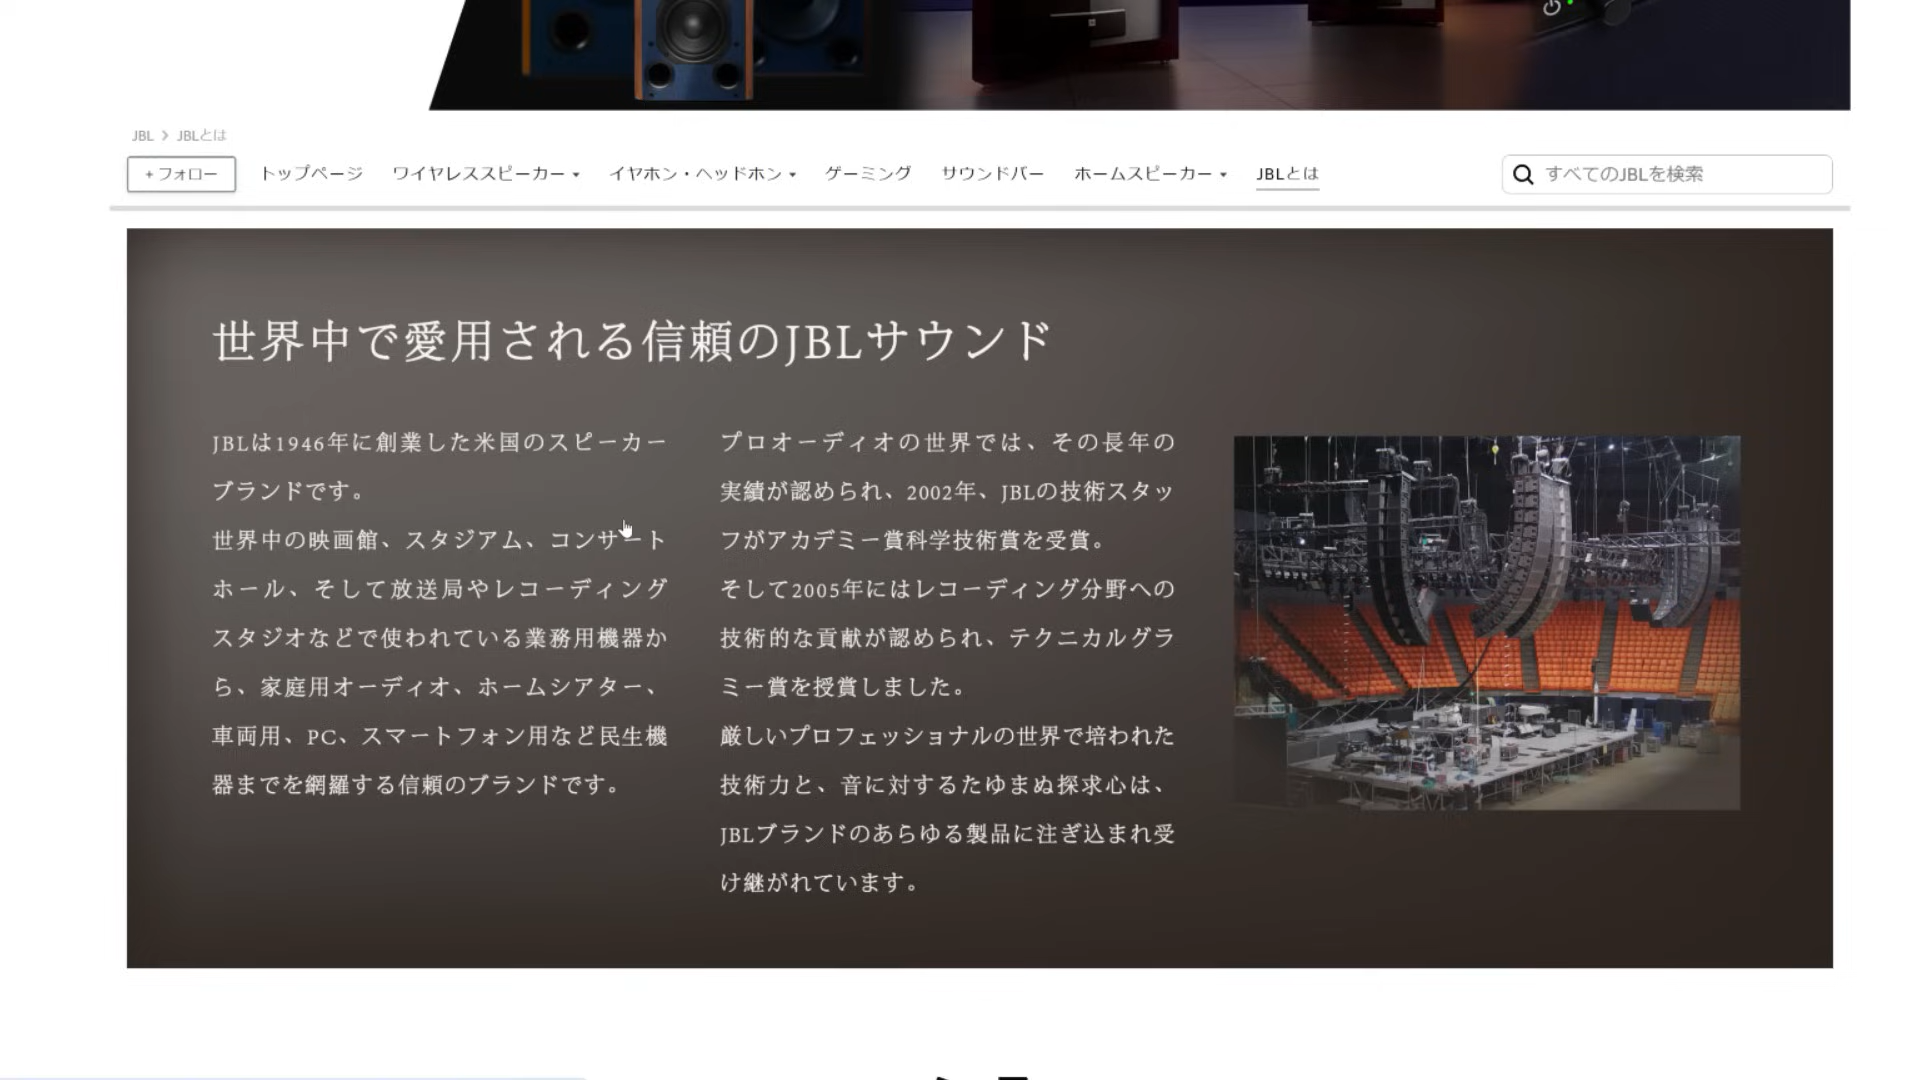 JBL > JBLとは
+ フォロー トップページ ワイヤレススピーカー イヤホン・ヘッドホン ゲーミング サウンドバー ホームスピーカー JBLとは すべてのJBLを検索
世界中で愛用される信頼のJBLサウンド
JBLは1946年に創業した米国のスピーカー
ブランドです。
世界中の映画館、スタジアム、コンサート
ホール、そして放送局やレコーディング
スタジオなどで使われている業務用機器か
ら、家庭用オーディオ、ホームシアター、
車両用、PC、スマートフォン用など民生機
器までを網羅する信頼のブランドです。
プロオーディオの世界では、その長年の
実績が認められ、2002年、JBLの技術スタッ
フがアカデミー賞科学技術賞を受賞。
そして2005年にはレコーディング分野への
技術的な貢献が認められ、テクニカルグラ
ミー賞を授賞しました。
厳しいプロフェッショナルの世界で培われた
技術力と、音に対するたゆまぬ探求心は、
JBLブランドのあらゆる製品に注ぎ込まれ受
け継がれています。